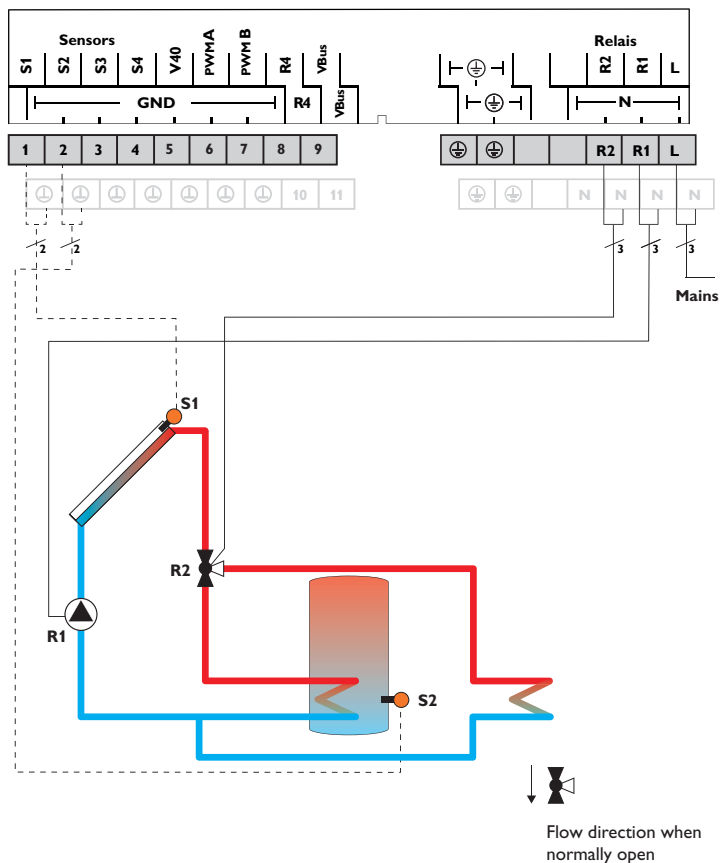 Sensors
Relais
S1 S2 S3 S4 V40 PWMA PWM B R4 VBus
R2 R1 L
GND R4 VBus
N
1 2 3 4 5 6 7 8 9
R2 R1 L
10 11
N N N N
2 2
3 3 3
Mains
S1
R2
R1
S2
Flow direction when
normally open